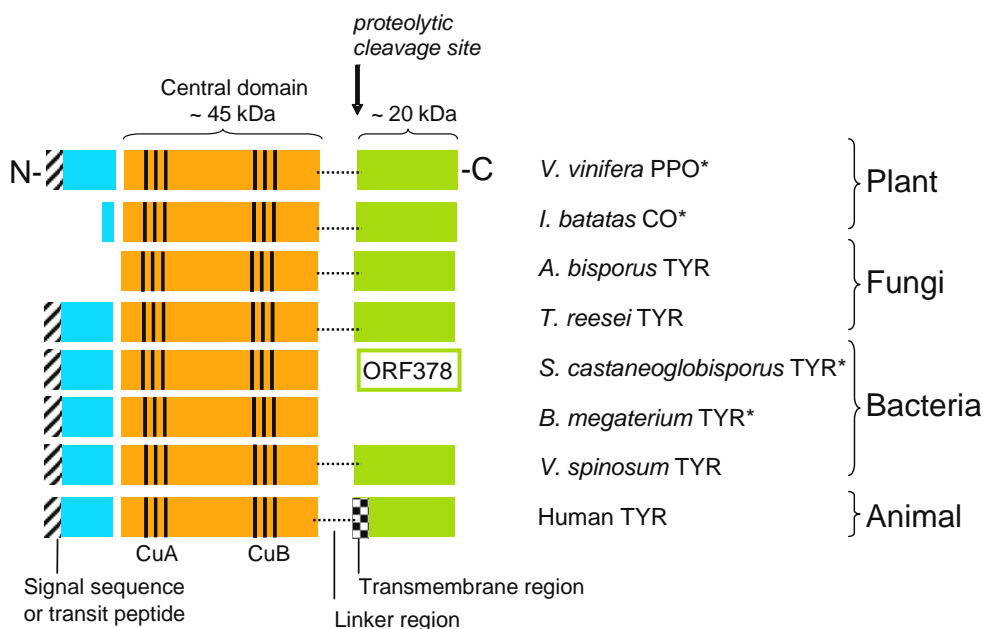 proteolytic
cleavage site
Central domain
~ 45 kDa
~ 20 kDa
N-
-C
V. vinifera PPO*
Plant
I. batatas CO*
A. bisporus TYR
Fungi
T. reesei TYR
ORF378
S. castaneoglobisporus TYR*
Bacteria
B. megaterium TYR*
V. spinosum TYR
Human TYR
Animal
CuA
CuB
Signal sequence
or transit peptide
Transmembrane region
Linker region